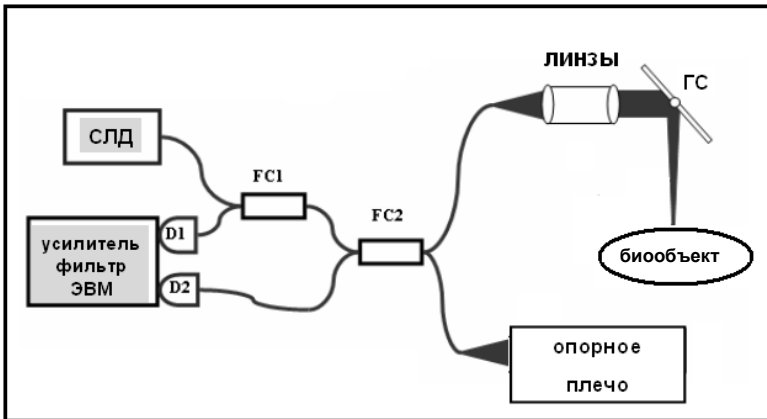 ЛИНЗЫ
ГС
СЛД
FC1
D1
FC2
усилитель
фильтр
ЭВМ
D2
биообъект
опорное
плечо